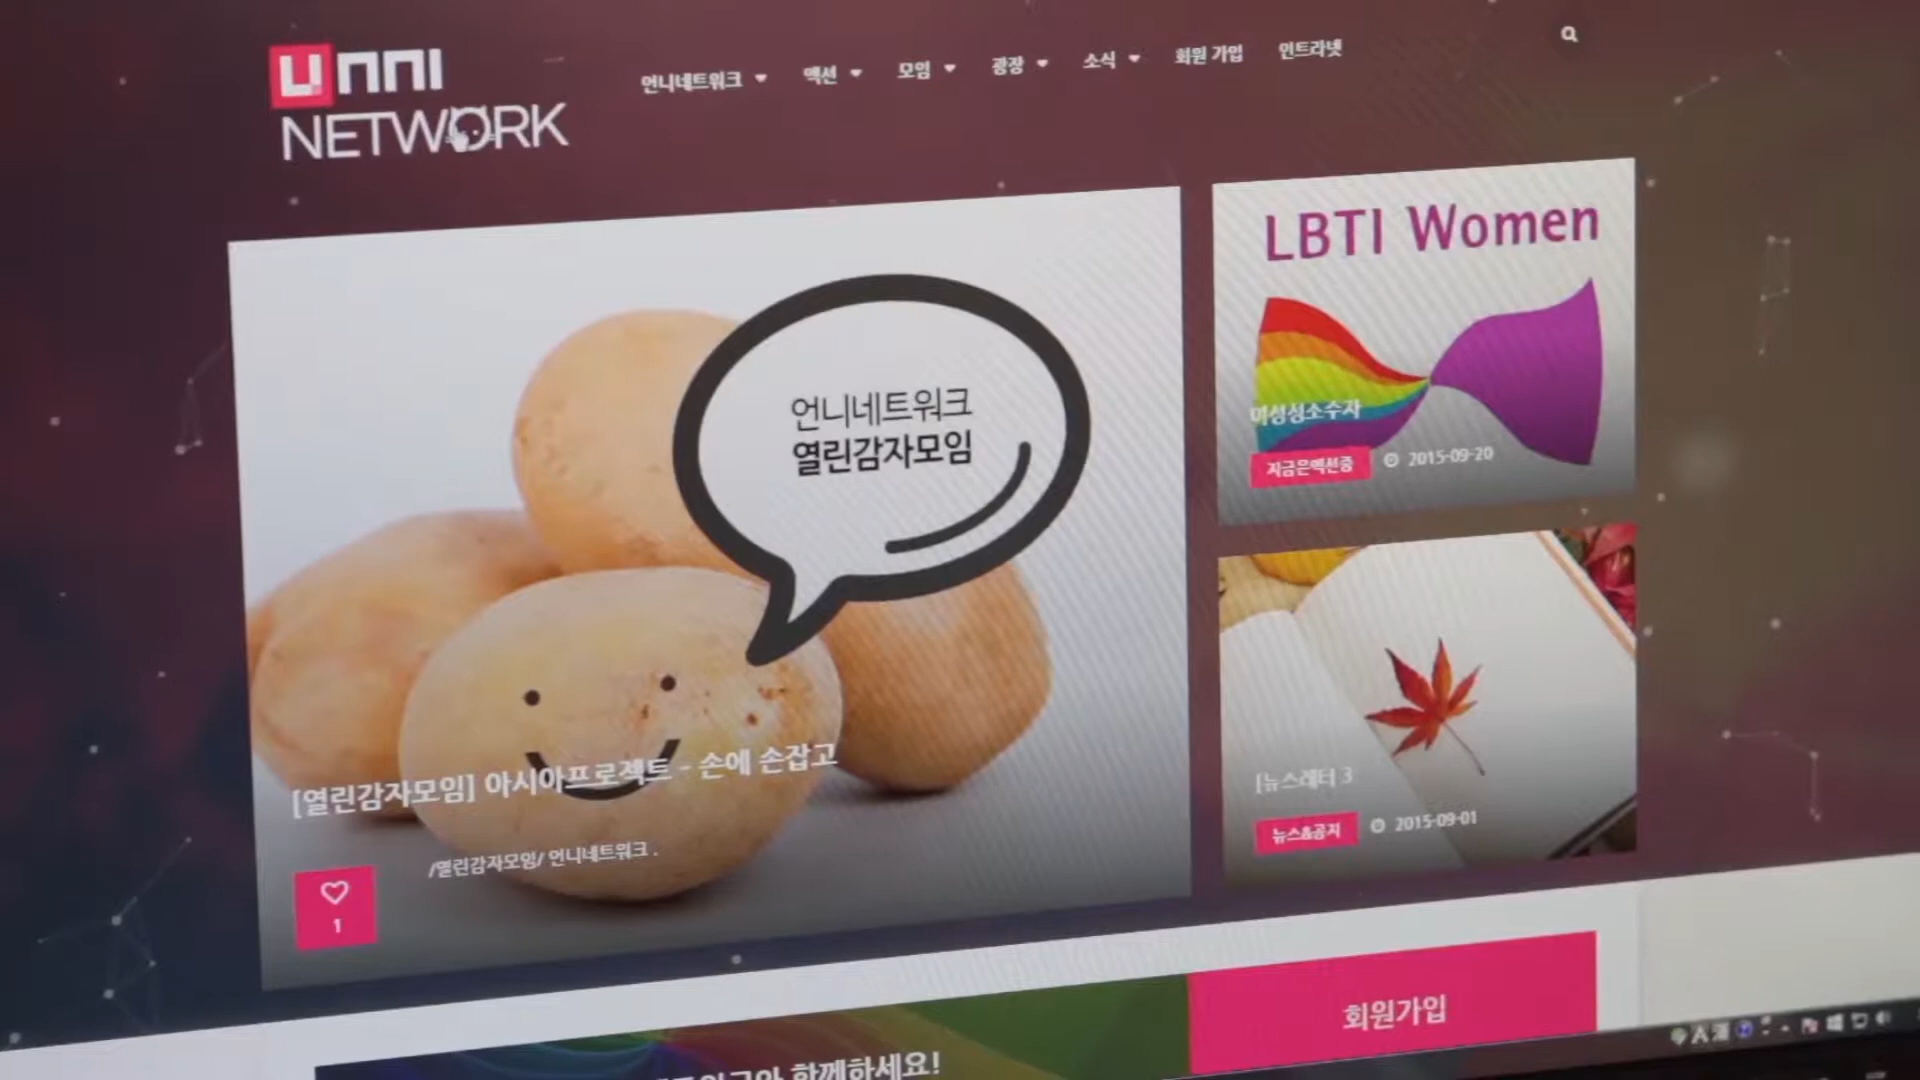 unni
NETWORK
언니네트워크
액션
모임
광장
소식
회원 가입
인트라넷
언니네트워크
열린감자모임
[열린감자모임] 아시아프로젝트 - 손에 손잡고
/열린감자모임/ 언니네트워크 .
1
LBTI Women
여성성소수자
지금은액션중
2015-09-20
[뉴스레터 3
뉴스&공지
2015-09-01
함께하세요!
회원가입